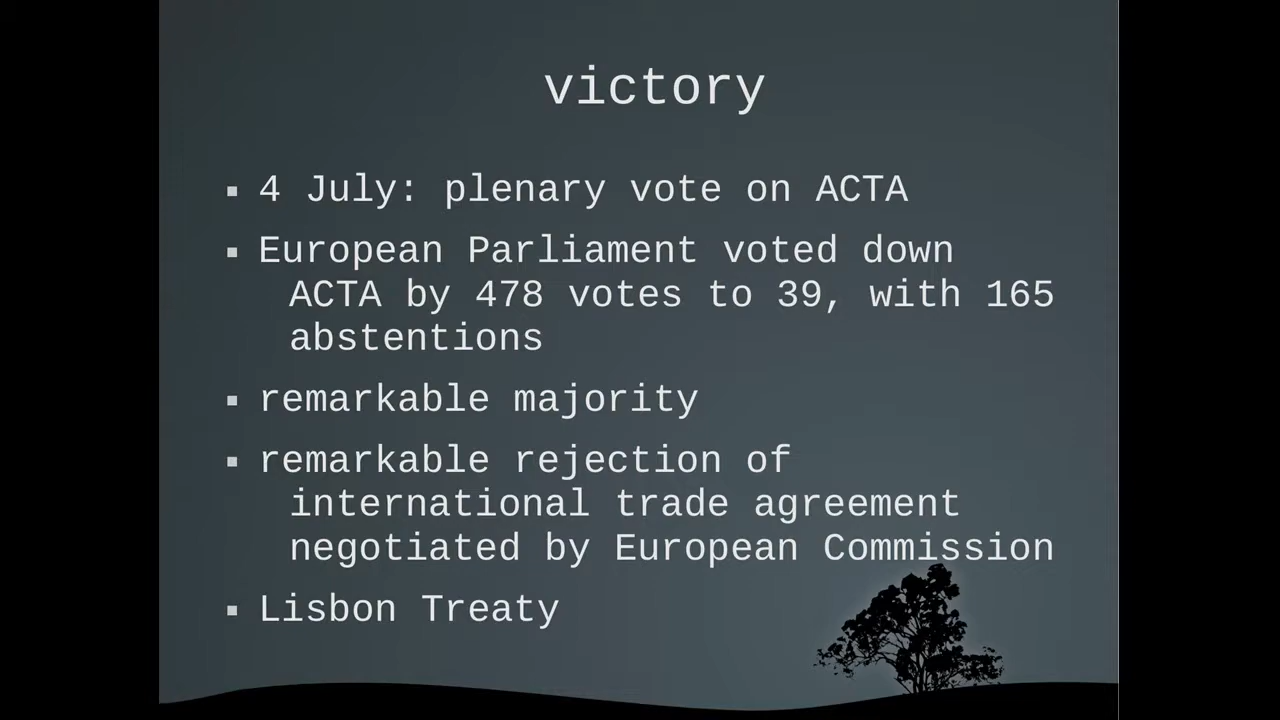 victory
▪ 4 July: plenary vote on ACTA
▪ European Parliament voted down
ACTA by 478 votes to 39, with 165
abstentions
▪ remarkable majority
▪ remarkable rejection of
international trade agreement
negotiated by European Commission
▪ Lisbon Treaty